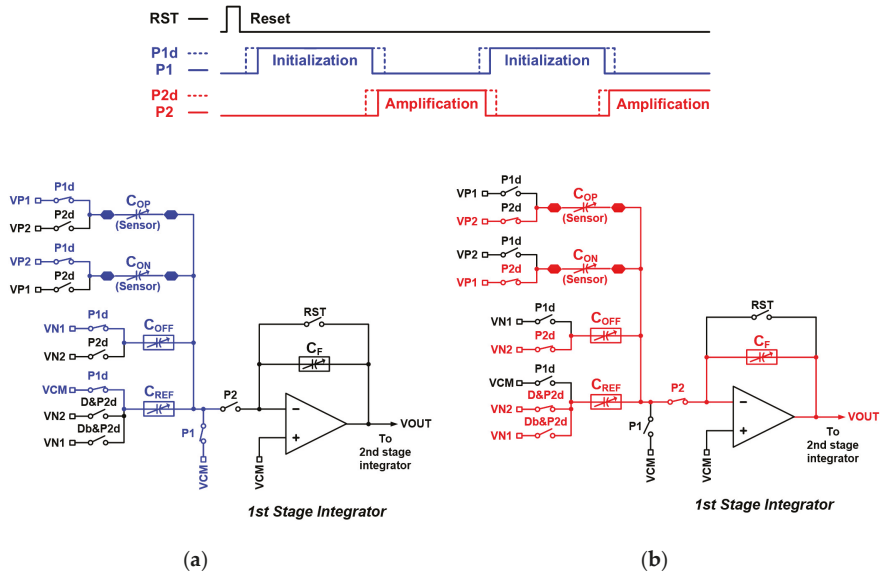 RST Reset
P1d
P1 Initialization Initialization
P2d
P2 Amplification Amplification
P1d
VP1
P2d
VP2
COP
(Sensor)
P1d
VP2
P2d
VP1
CON
(Sensor)
P1d
VN1
P2d
VN2
COFF
P1d
VCM
D&P2d
VN2
Db&P2d
VN1
CREF
P1
VCM
P2
RST
CF
VCM
VOUT
To
2nd stage
integrator
1st Stage Integrator
(a)
P1d
VP1
P2d
VP2
COP
(Sensor)
P1d
VP2
P2d
VP1
CON
(Sensor)
P1d
VN1
P2d
VN2
COFF
P1d
VCM
D&P2d
VN2
Db&P2d
VN1
CREF
P1
VCM
P2
RST
CF
VCM
VOUT
To
2nd stage
integrator
1st Stage Integrator
(b)